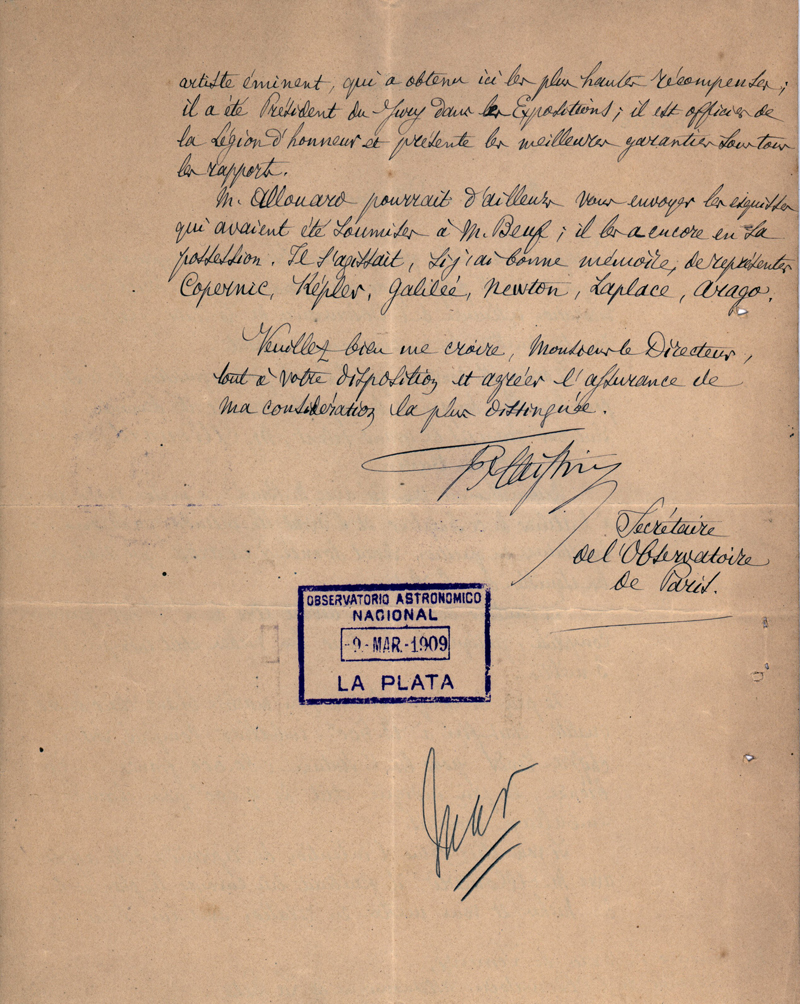 artiste éminent, qui a obtenu ici les plus hautes récompenses;
il a été Président du Jury dans les Expositions; il est officier de
la Légion d'honneur et présente les meilleures garanties sous tous
les rapports.
M. Allouard pourrait d'ailleurs vous envoyer les esquisses
qui avaient été soumises à M. Beuf; il les a encore en sa
possession. Il s'agissait, si j'ai bonne mémoire, de représenter
Copernic, Képler, Galilée, Newton, Laplace, Arago.
Veuillez bien me croire, Monsieur le Directeur,
tout à votre disposition et agréer l'assurance de
ma considération la plus distinguée.
Secrétaire
de l'Observatoire
de Paris.
OBSERVATORIO ASTRONOMICO
NACIONAL
-9.-MAR.-1909
LA PLATA